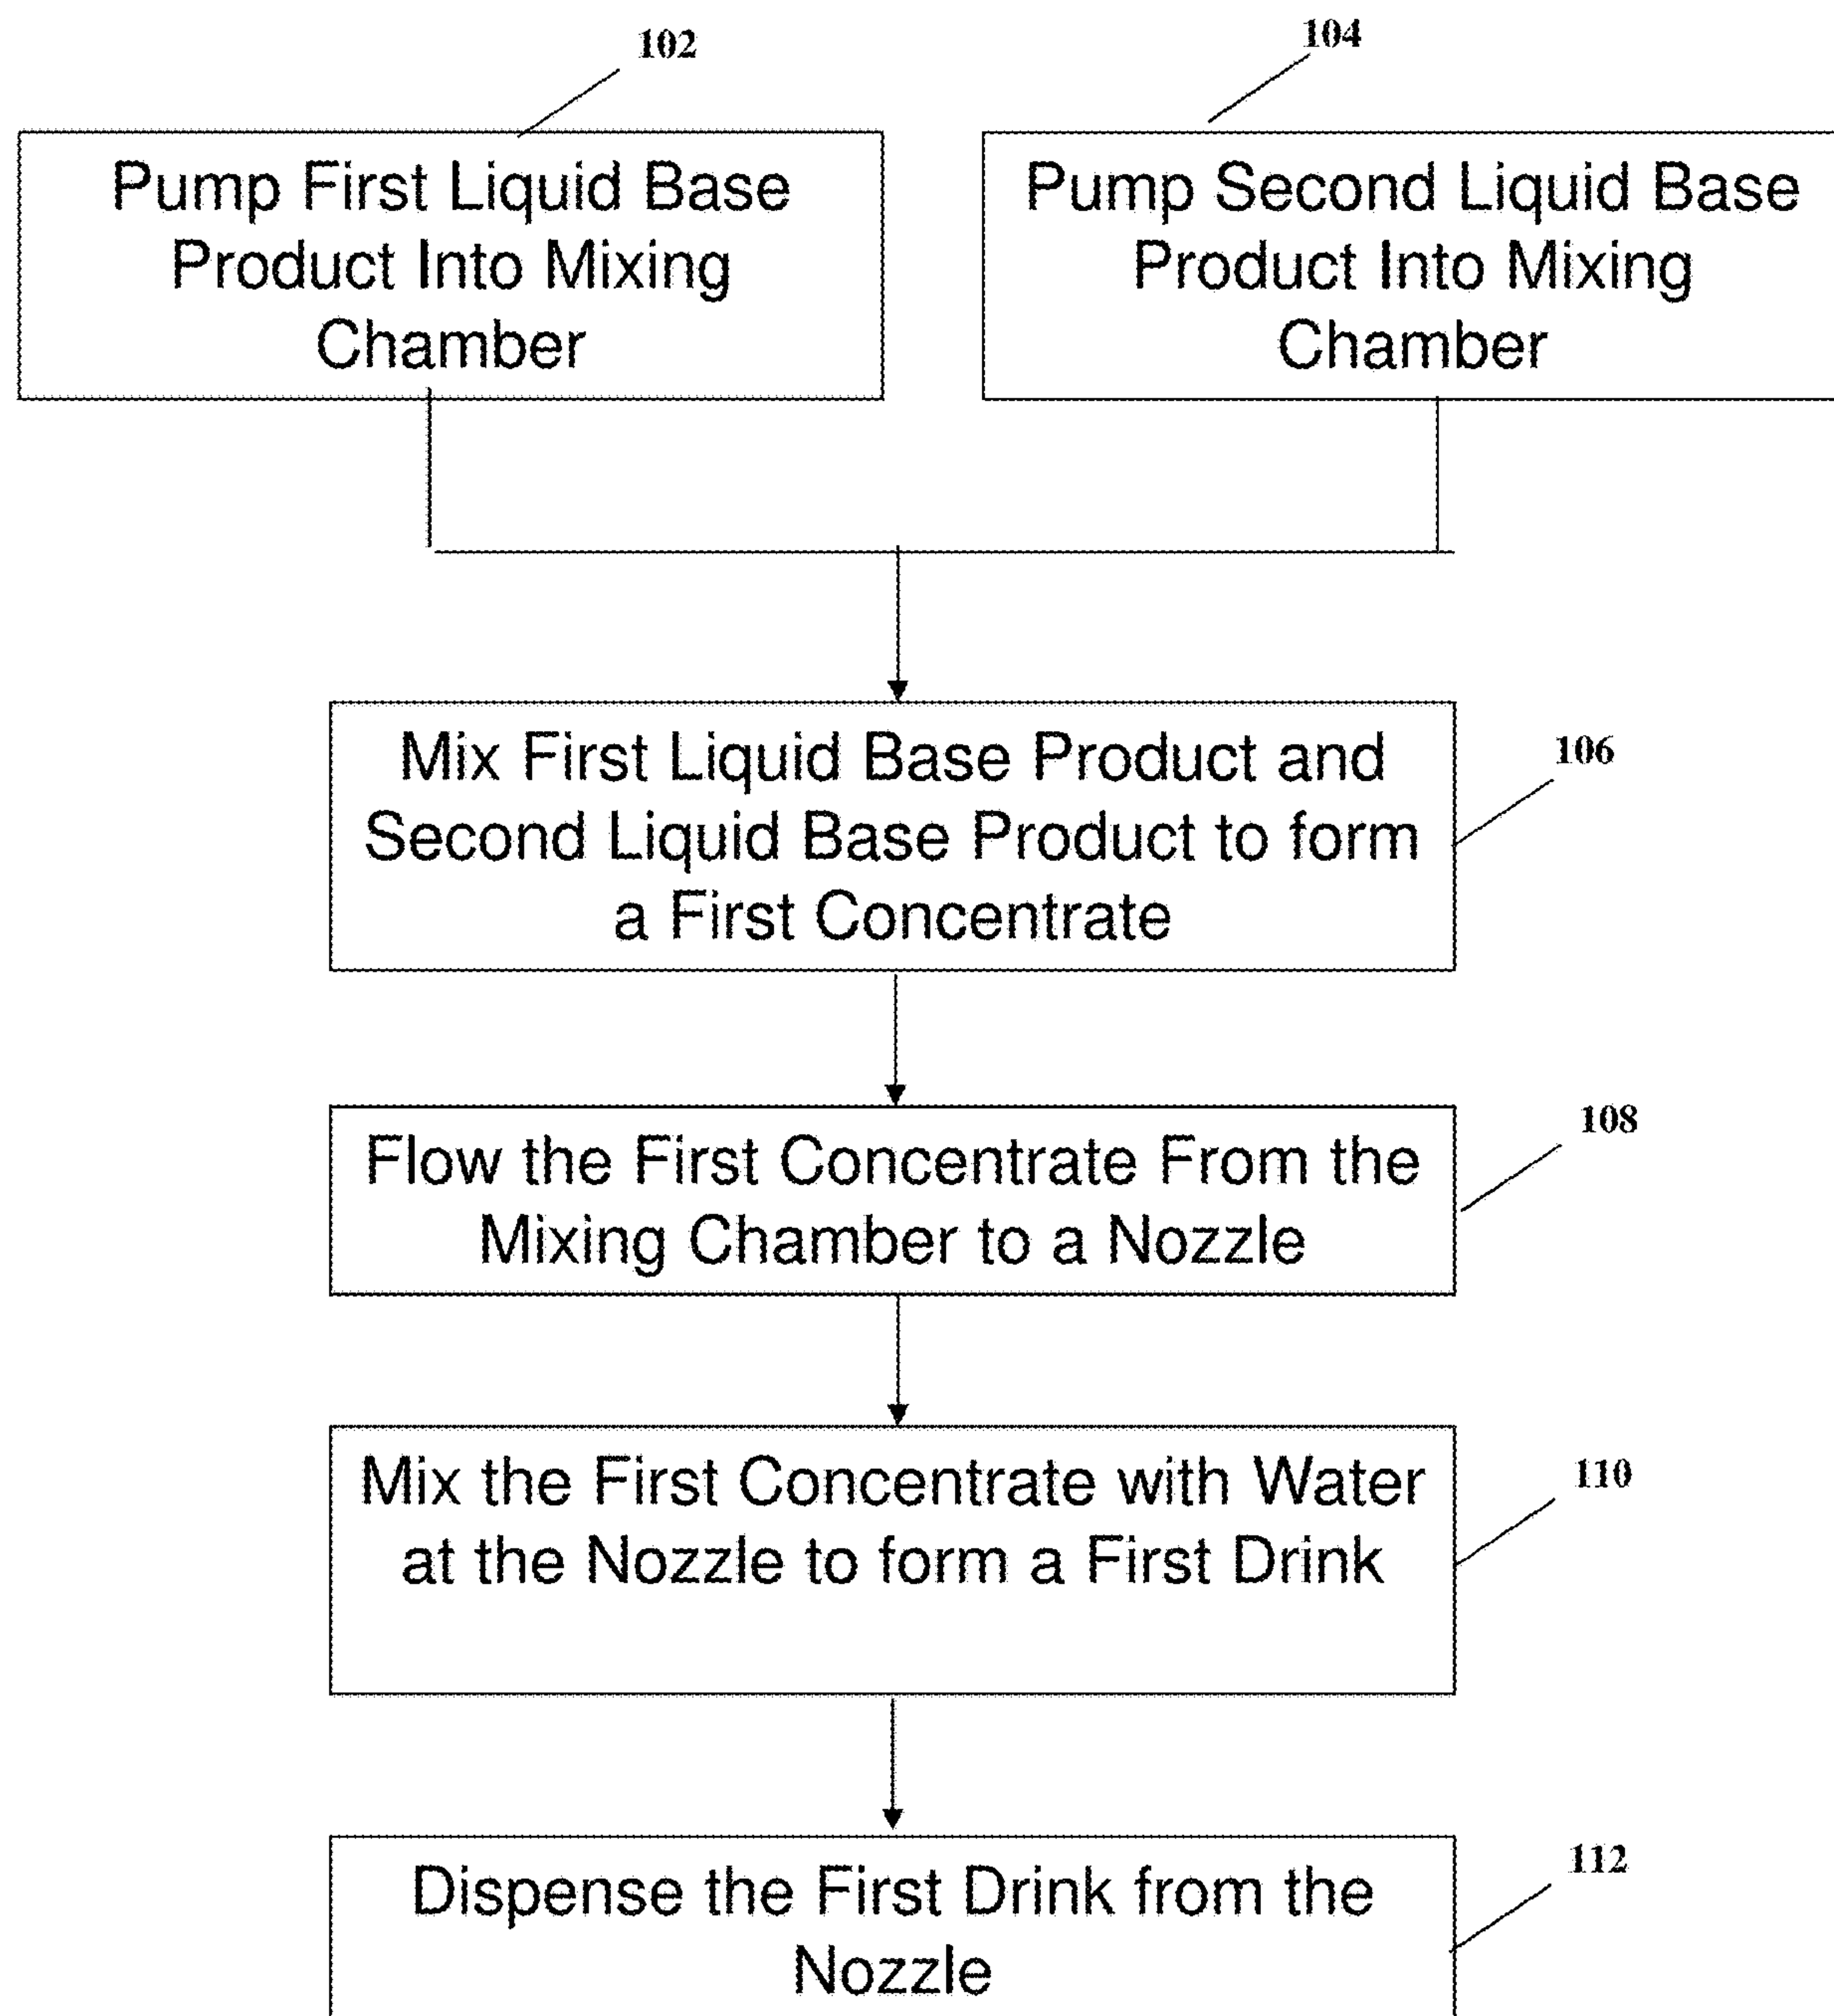 102
104
Pump First Liquid Base
Product Into Mixing
Chamber
Pump Second Liquid Base
Product Into Mixing
Chamber
Mix First Liquid Base Product and
Second Liquid Base Product to form
a First Concentrate
106
Flow the First Concentrate From the
Mixing Chamber to a Nozzle
108
Mix the First Concentrate with Water
at the Nozzle to form a First Drink
110
Dispense the First Drink from the
Nozzle
112